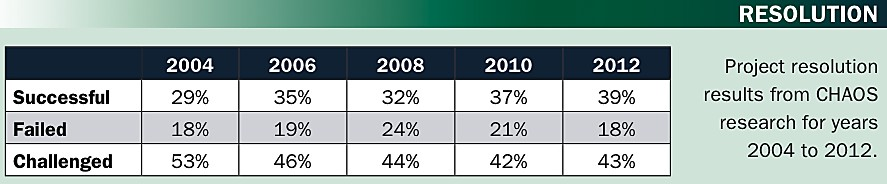 RESOLUTION
2004 2006 2008 2010 2012
Successful 29% 35% 32% 37% 39%
Failed 18% 19% 24% 21% 18%
Challenged 53% 46% 44% 42% 43%
Project resolution
results from CHAOS
research for years
2004 to 2012.